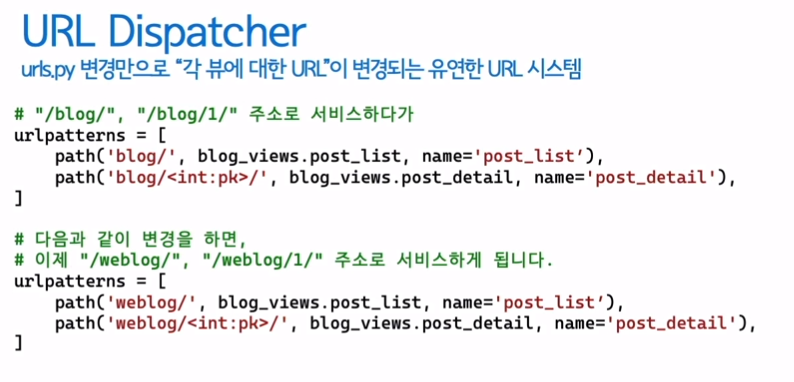 URL Dispatcher
urls.py 변경만으로 “각 뷰에 대한 URL”이 변경되는 유연한 URL 시스템
# "/blog/", "/blog/1/" 주소로 서비스하다가
urlpatterns = [
    path('blog/', blog_views.post_list, name='post_list’),
    path('blog/<int:pk>/', blog_views.post_detail, name='post_detail'),
]
# 다음과 같이 변경을 하면,
# 이제 "/weblog/", "/weblog/1/" 주소로 서비스하게 됩니다.
urlpatterns = [
    path('weblog/', blog_views.post_list, name='post_list’),
    path('weblog/<int:pk>/', blog_views.post_detail, name='post_detail'),
]